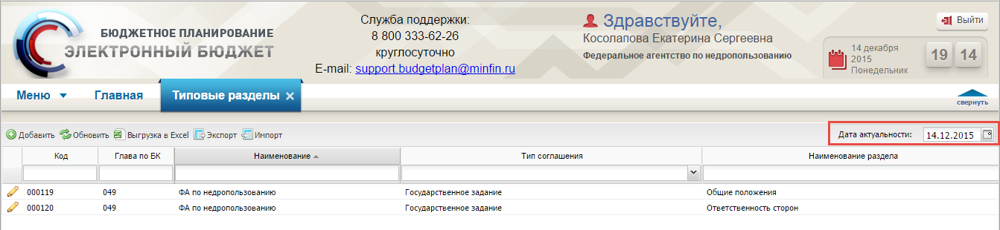 БЮДЖЕТНОЕ ПЛАНИРОВАНИЕ
ЭЛЕКТРОННЫЙ БЮДЖЕТ
Служба поддержки:
8 800 333-62-26
круглосуточно
E-mail: support.budgetplan@minfin.ru
Здравствуйте,
Косолапова Екатерина Сергеевна
Федеральное агентство по недропользованию
Выйти
14 декабря
2015
Понедельник
19 14
Меню Главная Типовые разделы
свернуть
Добавить Обновить Выгрузка в Excel Экспорт Импорт
Дата актуальности: 14.12.2015
Код Глава по БК Наименование Тип соглашения Наименование раздела
000119 049 ФА по недропользованию Государственное задание Общие положения
000120 049 ФА по недропользованию Государственное задание Ответственность сторон